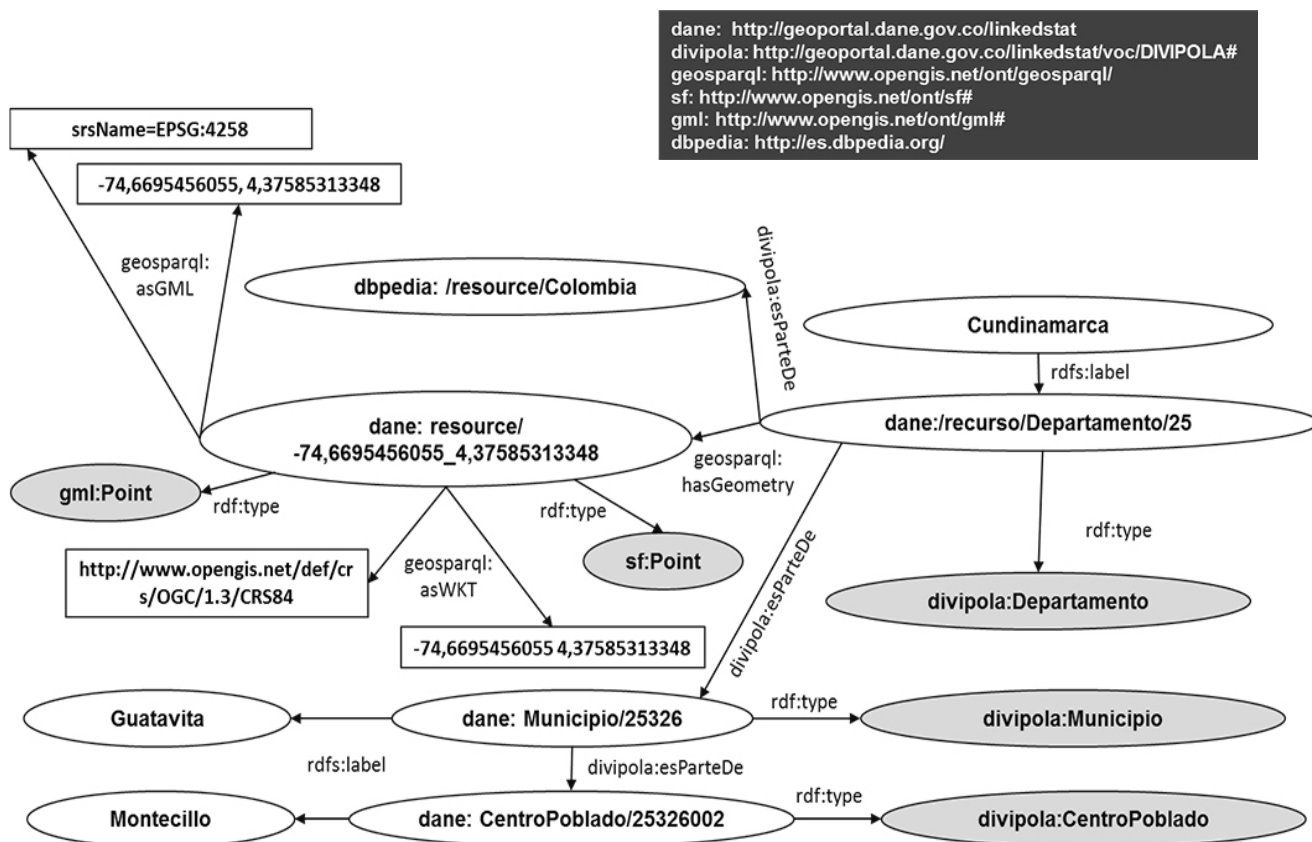 dane: http://geoportal.dane.gov.co/linkedstat
divipola: http://geoportal.dane.gov.co/linkedstat/voc/DIVIPOLA#
geosparql: http://www.opengis.net/ont/geosparql/
sf: http://www.opengis.net/ont/sf#
gml: http://www.opengis.net/ont/gml#
dbpedia: http://es.dbpedia.org/
srsName=EPSG:4258
-74,6695456055, 4,37585313348
geosparql:
asGML
dbpedia: /resource/Colombia
divipola:esParteDe
Cundinamarca
rdfs:label
dane: resource/
-74,6695456055_4,37585313348
dane:/recurso/Departamento/25
geosparql:
hasGeometry
gml:Point
rdf:type
rdf:type
sf:Point
rdf:type
http://www.opengis.net/def/cr
s/OGC/1.3/CRS84
geosparql:
asWKT
divipola:esParteDe
divipola:Departamento
-74,6695456055 4,37585313348
Guatavita
dane: Municipio/25326
rdf:type
divipola:Municipio
rdfs:label
divipola:esParteDe
Montecillo
dane: CentroPoblado/25326002
rdf:type
divipola:CentroPoblado